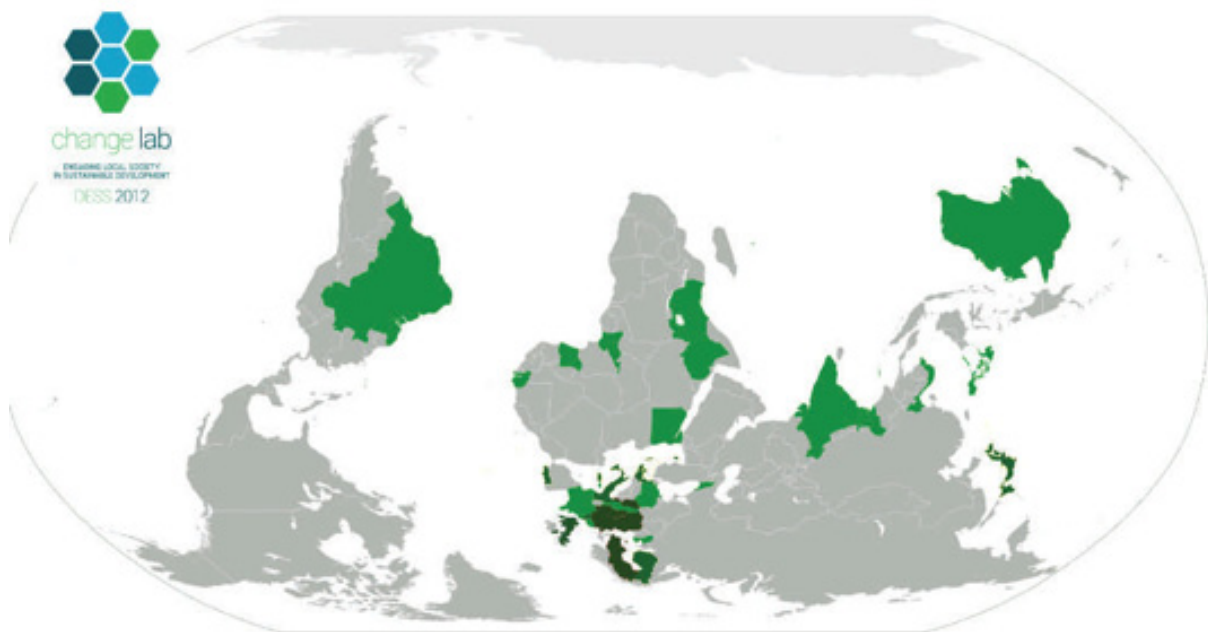 change lab
ENGAGING LOCAL SOCIETY
IN SUSTAINABLE DEVELOPMENT
DESS 2012